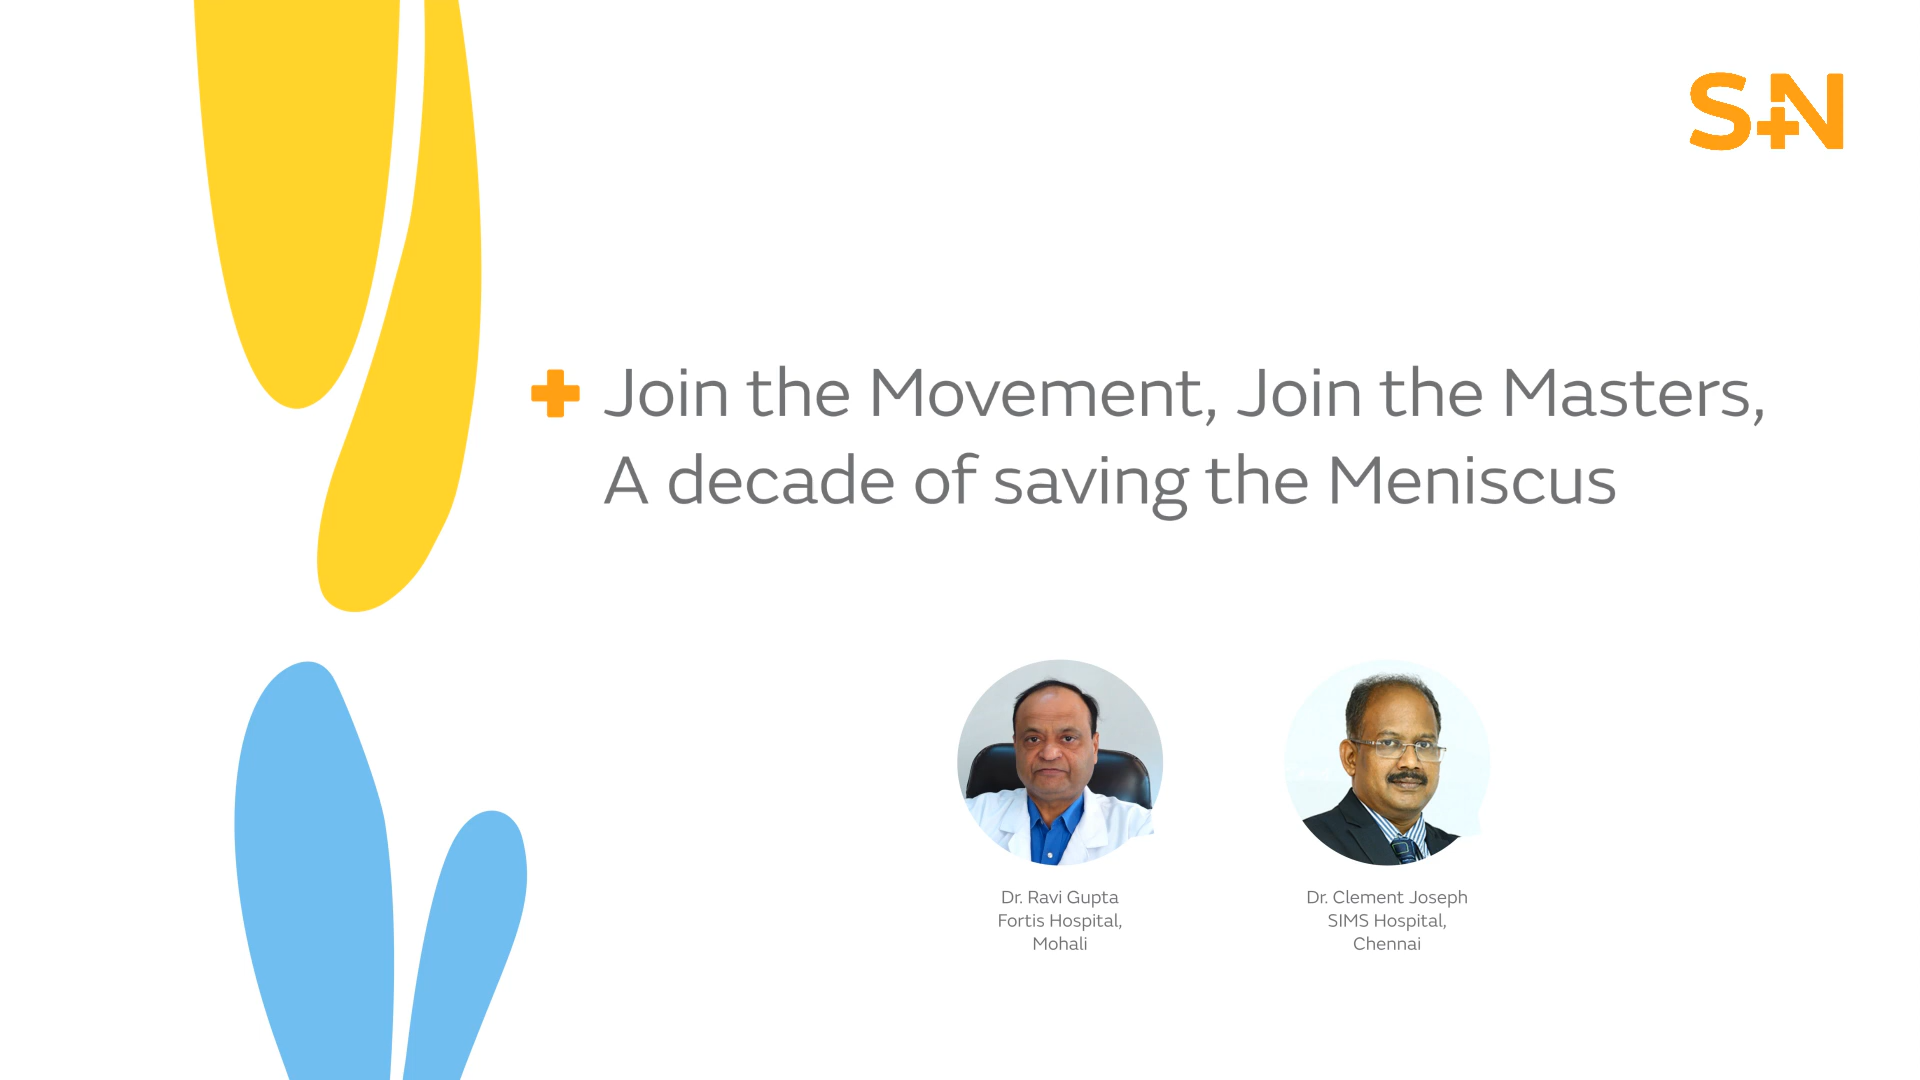 S+N
Join the Movement, Join the Masters,
A decade of saving the Meniscus
Dr. Ravi Gupta
Fortis Hospital,
Mohali
Dr. Clement Joseph
SIMS Hospital,
Chennai